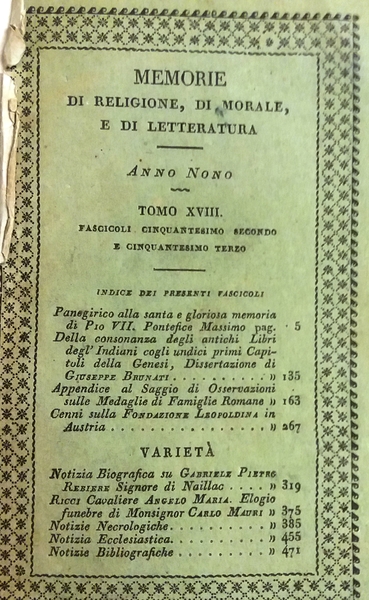 MEMORIE
DI RELIGIONE, DI MORALE,
E DI LETTERATURA
ANNO NONO
TOMO XVIII.
FASCICOLI CINQUANTESIMO SECONDO
E CINQUANTESIMO TERZO
INDICE DEI PRESENTI FASCICOLI
Panegirico alla santa e gloriosa memoria
di PIO VII. Pontefice Massimo pag. 5
Della consonanza degli antichi Libri
degl' Indiani cogli undici primi Capi-
toli della Genesi, Dissertazione di
GIUSEPPE BRUNATI . . . . . . . . . . » 135
Appendice al Saggio di Osservazioni
sulle Medaglie di Famiglie Romane » 163
Cenni sulla FONDAZIONE LEOPOLDINA in
Austria . . . . . . . . . . . . . . . . » 267
VARIETÀ
Notizia Biografica su GABRIELE PIETRO
Signore di Naillac . . . . » 319
RICCI Cavaliere ANGELO MARIA. Elogio
funebre di Monsignor CARLO MAURI » 375
Notizie Necrologiche. . . . . . . . . . » 385
Notizia Ecclesiastica. . . . . . . . . . » 455
Notizie Bibliografiche . . . . . . . . . » 471